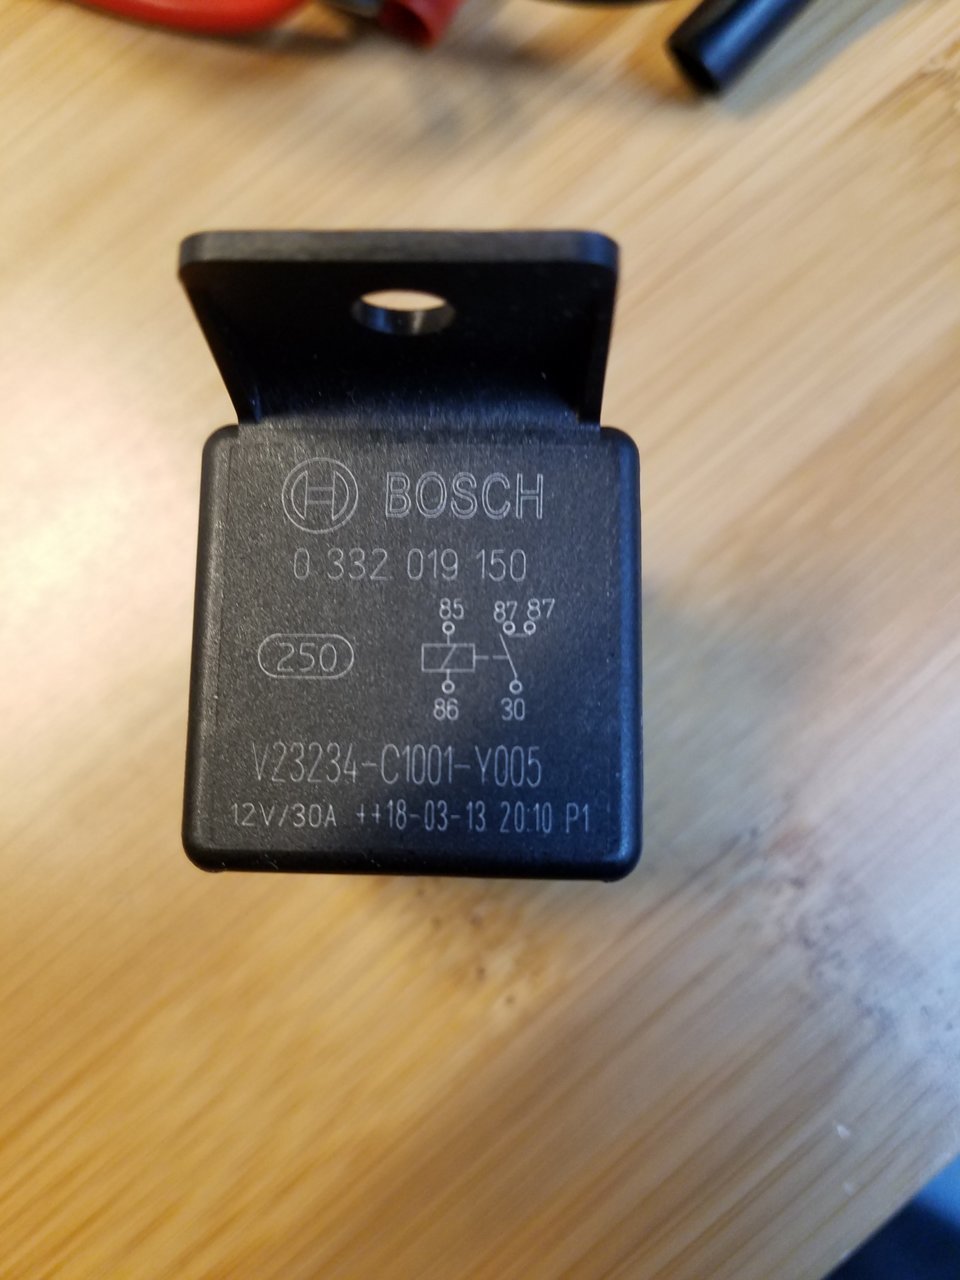 BOSCH
0 332 019 150
85 87 87
250
86 30
V23234-C1001-Y005
12V/30A ++18-03-13 20:10 P1